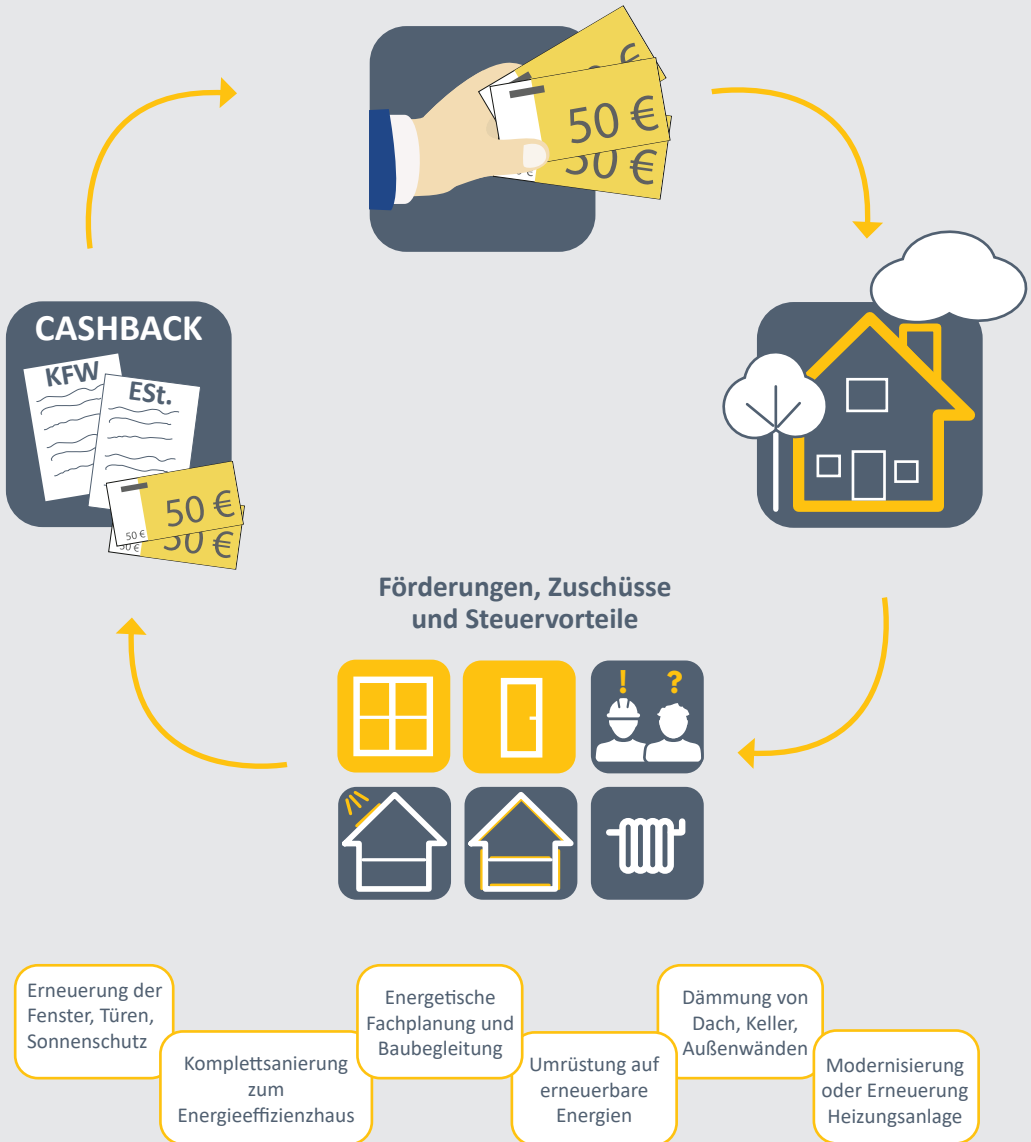 50 €
50 €
€
CASHBACK
KFW
ESt.
50 €
50 €
50 €
50 €
Förderungen, Zuschüsse
und Steuervorteile
!
?
Erneuerung der
Fenster, Türen,
Sonnenschutz
Komplettsanierung
zum
Energieeffizienzhaus
Energetische
Fachplanung und
Baubegleitung
Umrüstung auf
erneuerbare
Energien
Dämmung von
Dach, Keller,
Außenwänden
Modernisierung
oder Erneuerung
Heizungsanlage